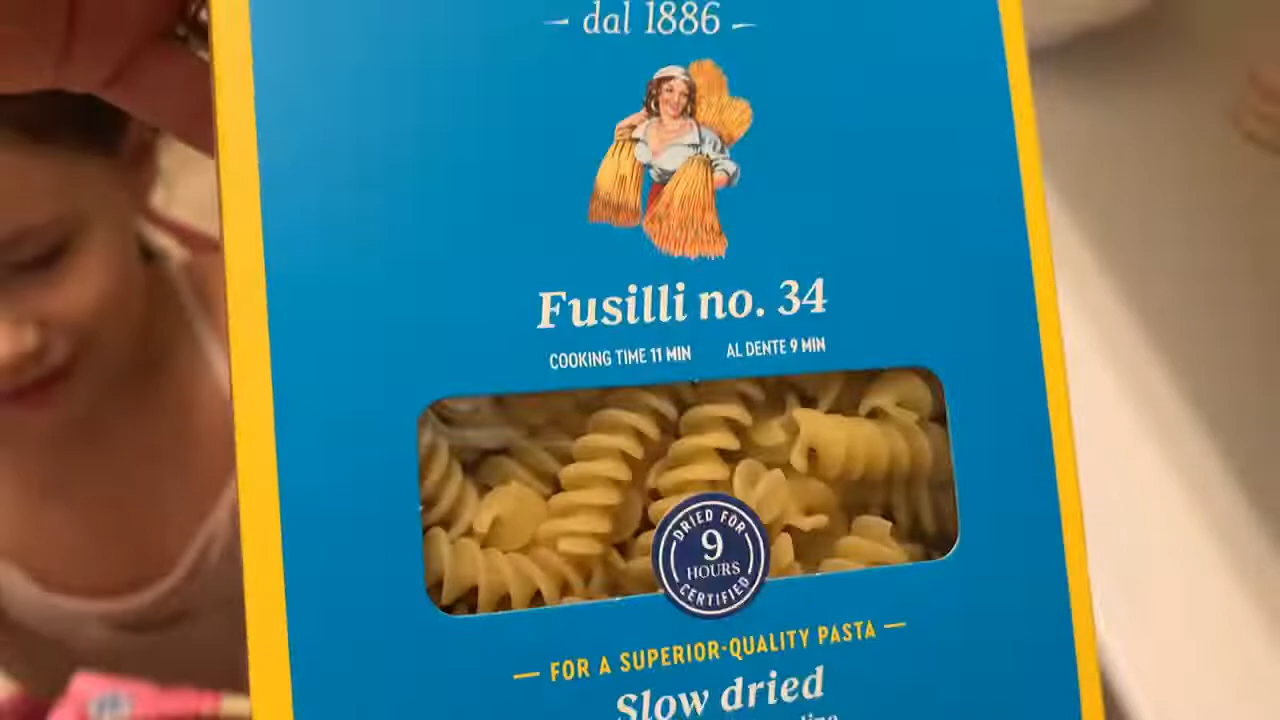 dal 1886
Fusilli no. 34
COOKING TIME 11 MIN AL DENTE 9 MIN
DRIED FOR
9
HOURS
CERTIFIED
FOR A SUPERIOR-QUALITY PASTA
Slow dried